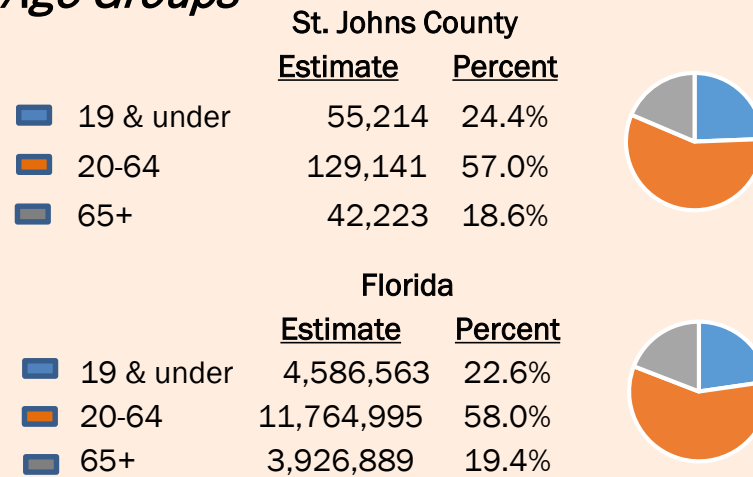 Age Groups
St. Johns County
Estimate Percent
19 & under 55,214 24.4%
20-64 129,141 57.0%
65+ 42,223 18.6%
Florida
Estimate Percent
19 & under 4,586,563 22.6%
20-64 11,764,995 58.0%
65+ 3,926,889 19.4%